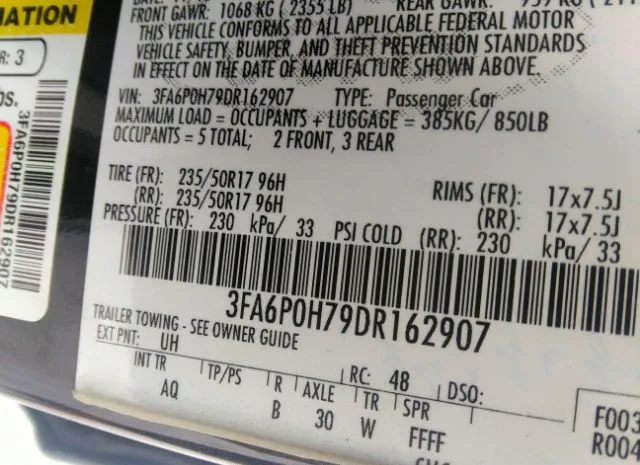 MATION
R: 3
bs.
3FA6P0H79DR162907
FRONT GAWR: 1068 KG ( 2355 LB) REAR GAWR:
THIS VEHICLE CONFORMS TO ALL APPLICABLE FEDERAL MOTOR
VEHICLE SAFETY, BUMPER, AND THEFT PREVENTION STANDARDS
IN EFFECT ON THE DATE OF MANUFACTURE SHOWN ABOVE.
VIN: 3FA6P0H79DR162907 TYPE: Passenger Car
MAXIMUM LOAD = OCCUPANTS + LUGGAGE = 385KG/ 850LB
OCCUPANTS = 5 TOTAL; 2 FRONT, 3 REAR
TIRE (FR): 235/50R17 96H RIMS (FR): 17x7.5J
(RR): 235/50R17 96H (RR): 17x7.5J
PRESSURE (FR): 230 kPa/ 33 PSI COLD (RR): 230 kPa/ 33
3FA6P0H79DR162907
TRAILER TOWING - SEE OWNER GUIDE
EXT PNT: UH RC: 48 DSO:
INT TR TP/PS R AXLE TR SPR
AQ B 30 W FFFF
F003
R004